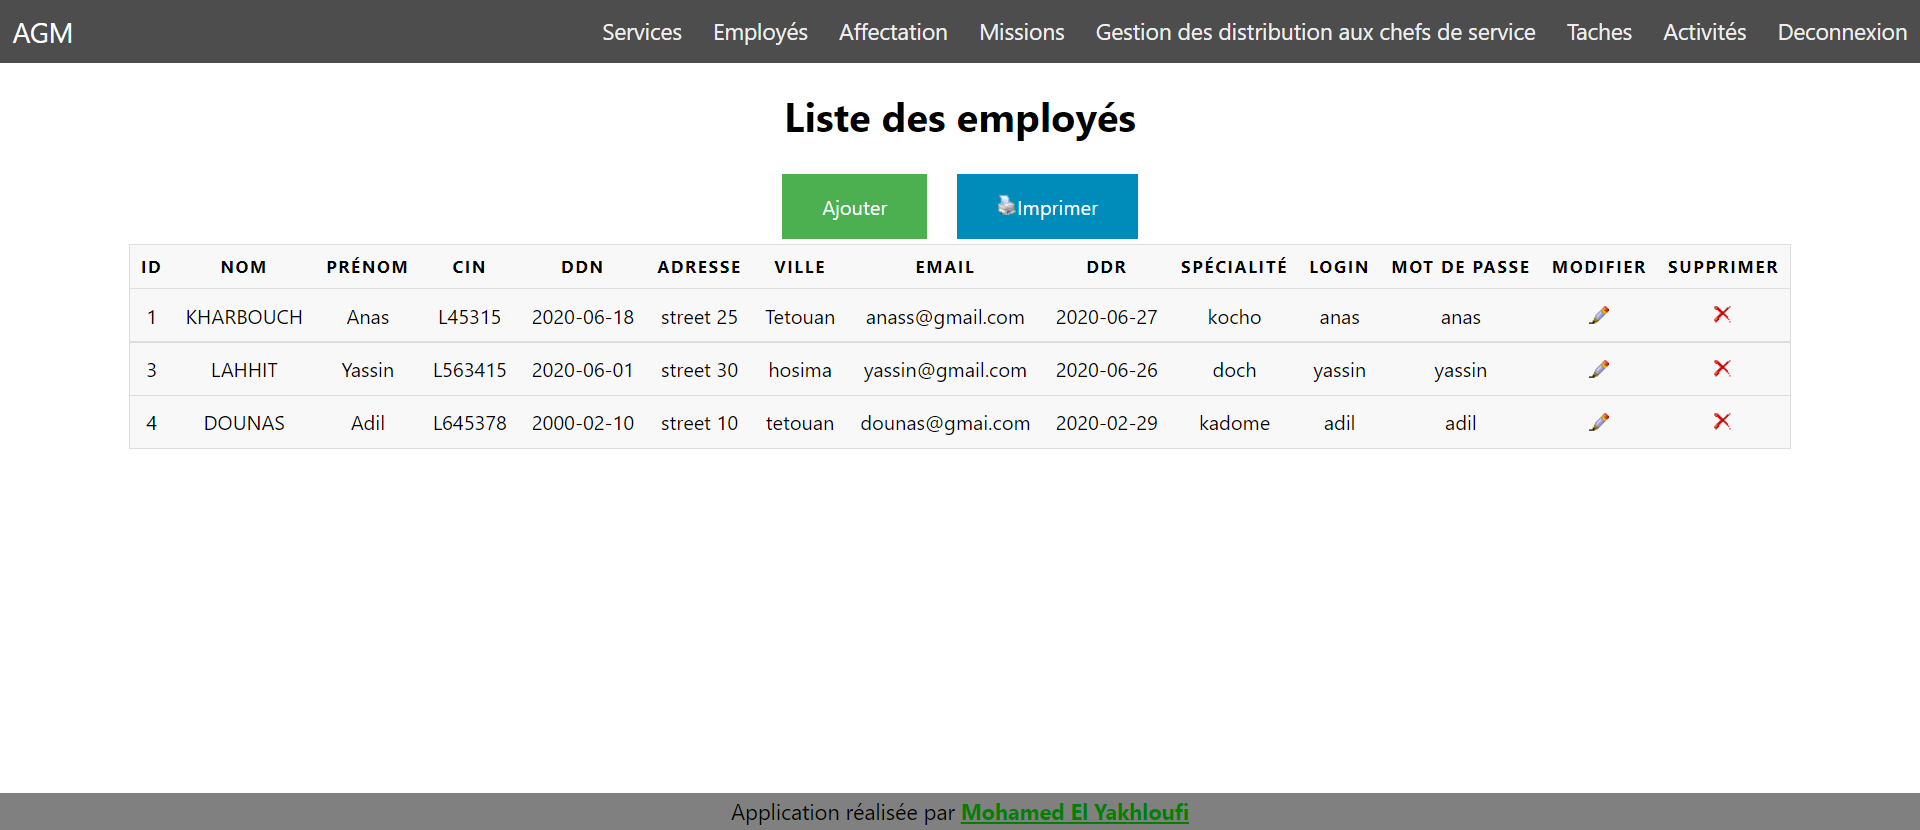 AGM Services Employés Affectation Missions Gestion des distribution aux chefs de service Taches Activités Deconnexion
Liste des employés
Ajouter Imprimer
ID NOM PRÉNOM CIN DDN ADRESSE VILLE EMAIL DDR SPÉCIALITÉ LOGIN MOT DE PASSE MODIFIER SUPPRIMER
1 KHARBOUCH Anas L45315 2020-06-18 street 25 Tetouan anass@gmail.com 2020-06-27 kocho anas anas
3 LAHHIT Yassin L563415 2020-06-01 street 30 hosima yassin@gmail.com 2020-06-26 doch yassin yassin
4 DOUNAS Adil L645378 2000-02-10 street 10 tetouan dounas@gmai.com 2020-02-29 kadome adil adil
Application réalisée par Mohamed El Yakhloufi